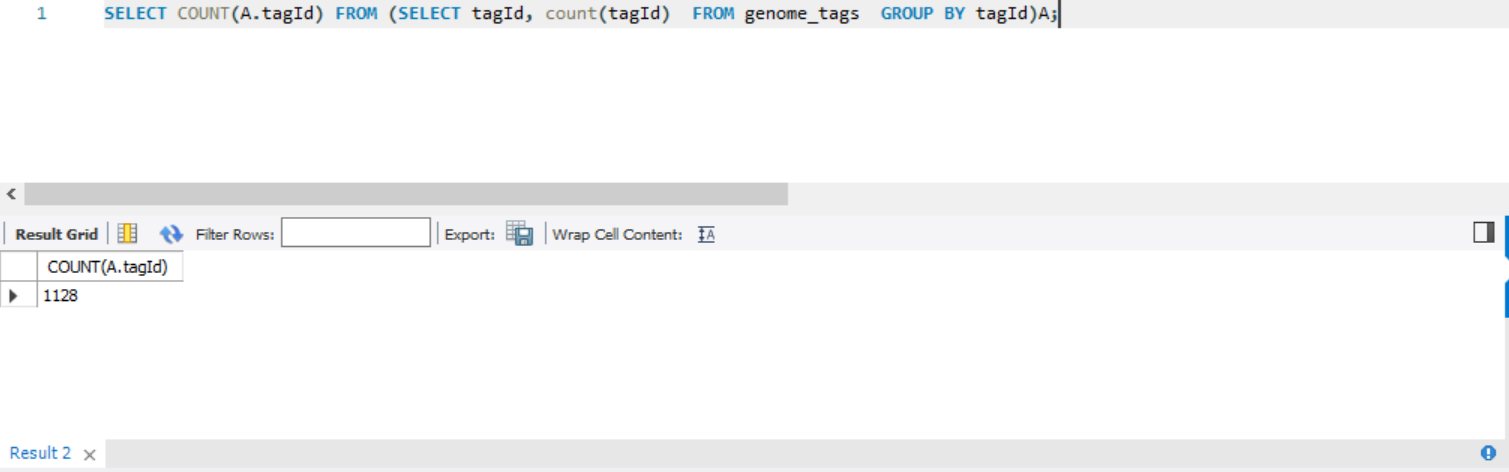 1 SELECT COUNT(A.tagId) FROM (SELECT tagId, count(tagId)  FROM genome_tags  GROUP BY tagId)A;
Result Grid Filter Rows: Export: Wrap Cell Content: IA
COUNT(A.tagId)
1128
Result 2 ×